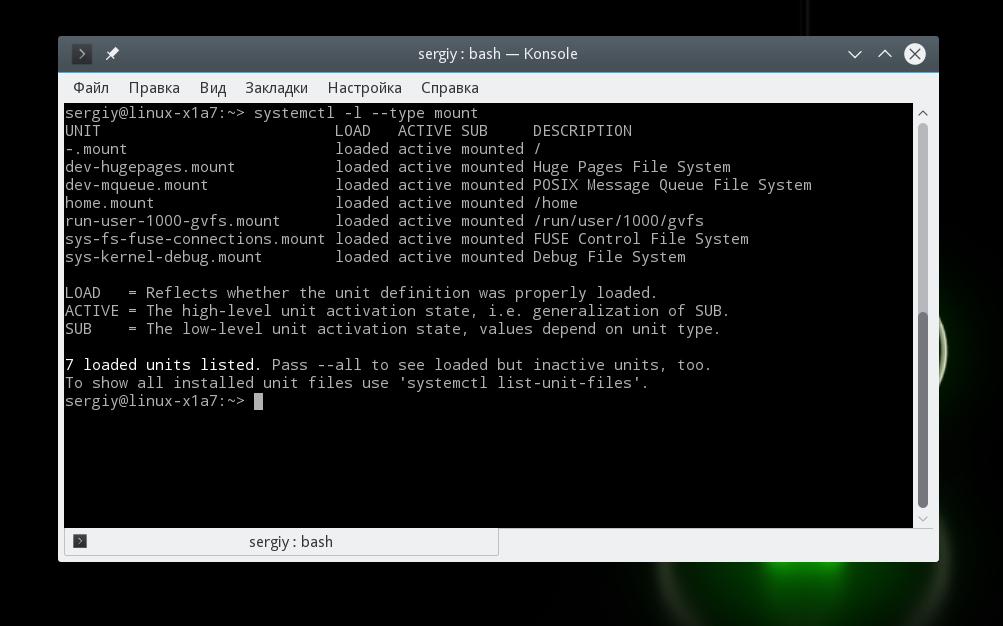 sergiy : bash — Konsole
Файл Правка Вид Закладки Настройка Справка
sergiy@linux-x1a7:~> systemctl -l --type mount
UNIT                          LOAD   ACTIVE SUB     DESCRIPTION
-.mount                       loaded active mounted /
dev-hugepages.mount           loaded active mounted Huge Pages File System
dev-mqueue.mount              loaded active mounted POSIX Message Queue File System
home.mount                    loaded active mounted /home
run-user-1000-gvfs.mount      loaded active mounted /run/user/1000/gvfs
sys-fs-fuse-connections.mount loaded active mounted FUSE Control File System
sys-kernel-debug.mount        loaded active mounted Debug File System
LOAD   = Reflects whether the unit definition was properly loaded.
ACTIVE = The high-level unit activation state, i.e. generalization of SUB.
SUB    = The low-level unit activation state, values depend on unit type.
7 loaded units listed. Pass --all to see loaded but inactive units, too.
To show all installed unit files use 'systemctl list-unit-files'.
sergiy@linux-x1a7:~>
sergiy : bash